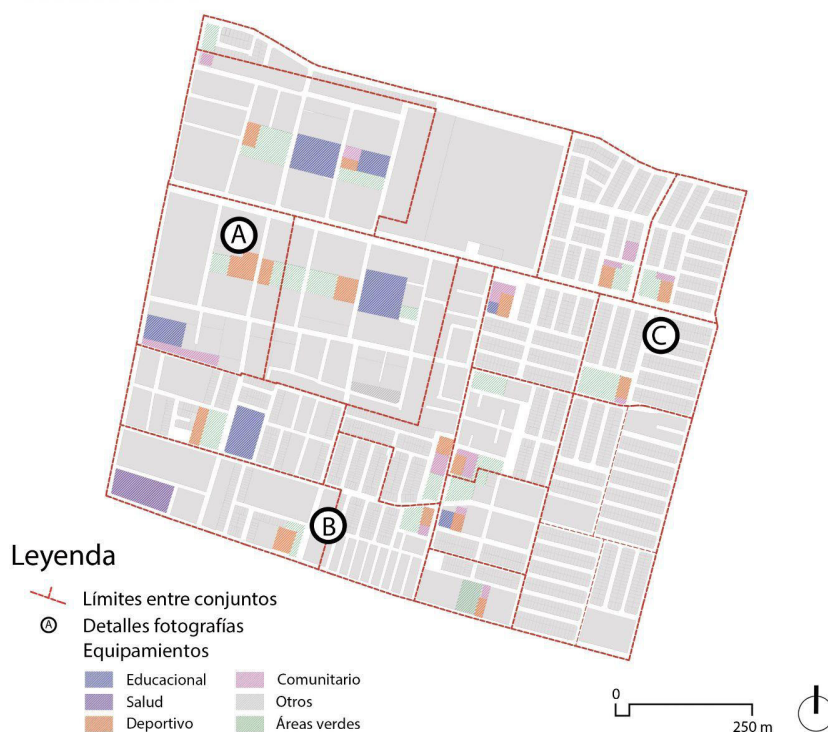 A
C
B
Leyenda
Límites entre conjuntos
A Detalles fotografías
Equipamientos
Educacional
Comunitario
Salud
Otros
Deportivo
Áreas verdes
0
250 m